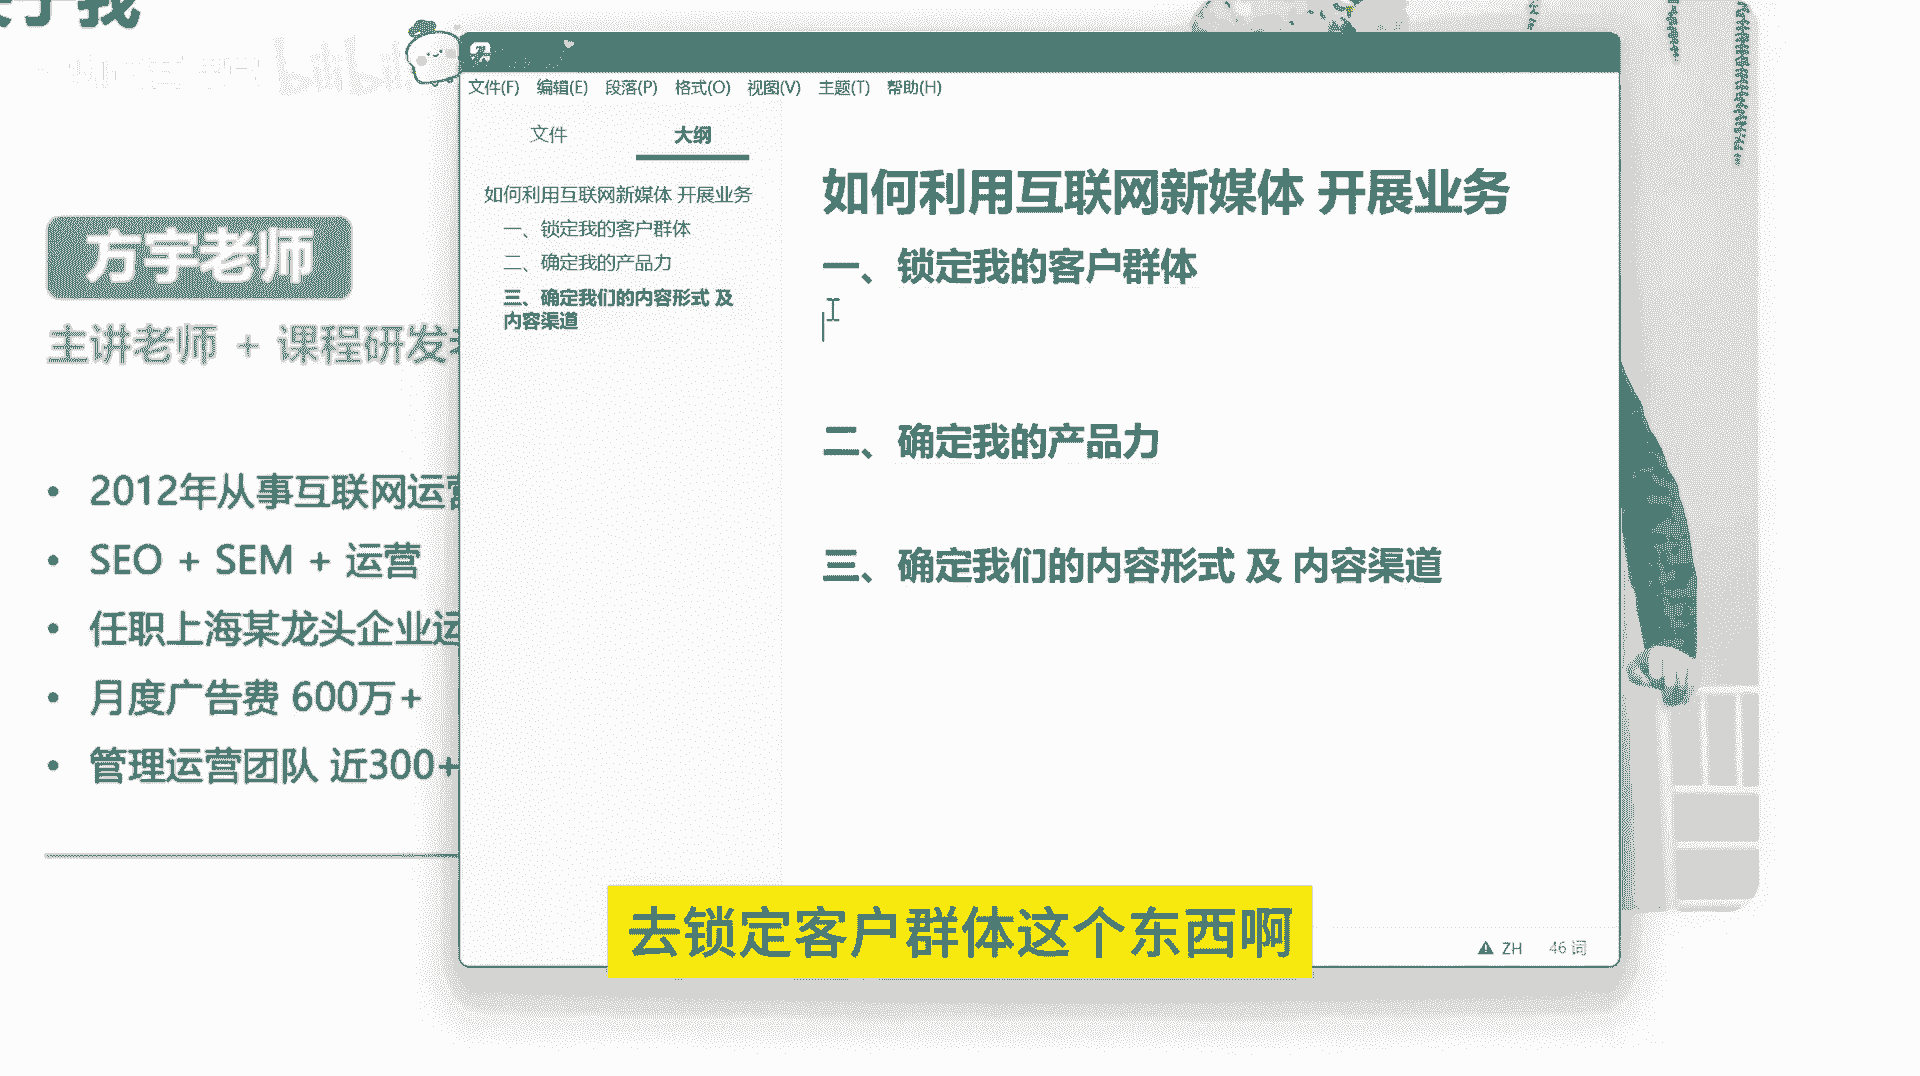 bilibili
方宇老师
主讲老师 + 课程研发
• 2012年从事互联网运营
• SEO + SEM + 运营
• 任职上海某龙头企业运
• 月度广告费 600万+
• 管理运营团队 近300+
文件(F) 编辑(E) 段落(P) 格式(O) 视图(V) 主题(T) 帮助(H)
文件 大纲
如何利用互联网新媒体 开展业务
一、锁定我的客户群体
二、确定我的产品力
三、确定我们的内容形式 及
内容渠道
如何利用互联网新媒体 开展业务
一、锁定我的客户群体
二、确定我的产品力
三、确定我们的内容形式 及 内容渠道
ZH 46 词
去锁定客户群体这个东西啊